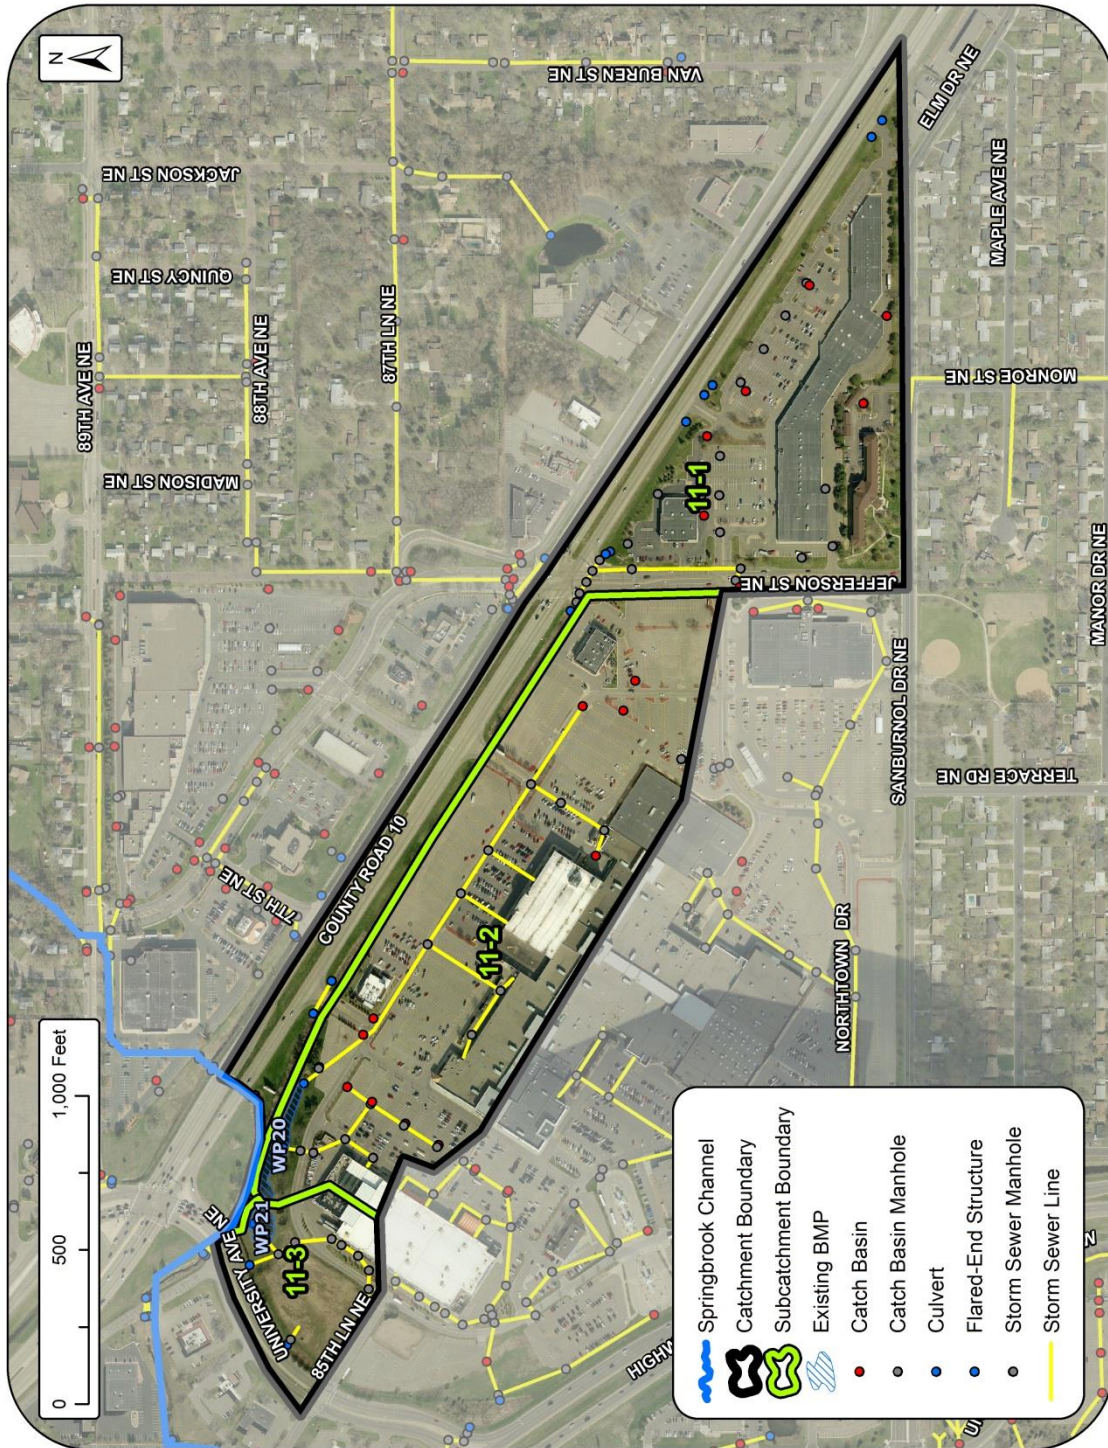 N
0 500 1,000 Feet
89TH AVE NE
88TH AVE NE
87TH LN NE
VAN BUREN ST NE
JACKSON ST NE
QUINCY ST NE
MADISON ST NE
7TH ST NE
COUNTY ROAD 10
UNIVERSITY AVE NE
85TH LN NE
WP20
WP21
11-3
11-2
11-1
JEFFERSON ST NE
ELM DR NE
MAPLE AVE NE
MONROE ST NE
MANOR DR NE
SANBURNOL DR NE
TERRACE RD NE
NORTHTOWN DR
Springbrook Channel
Catchment Boundary
Subcatchment Boundary
Existing BMP
Catch Basin
Catch Basin Manhole
Culvert
Flared-End Structure
Storm Sewer Manhole
Storm Sewer Line